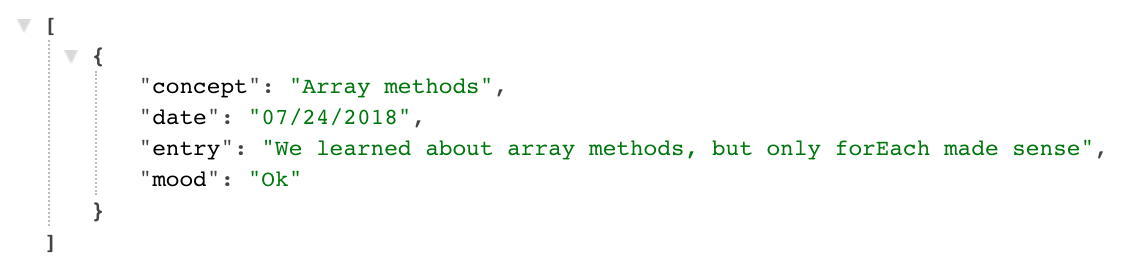 [
{
"concept": "Array methods",
"date": "07/24/2018",
"entry": "We learned about array methods, but only forEach made sense",
"mood": "Ok"
}
]